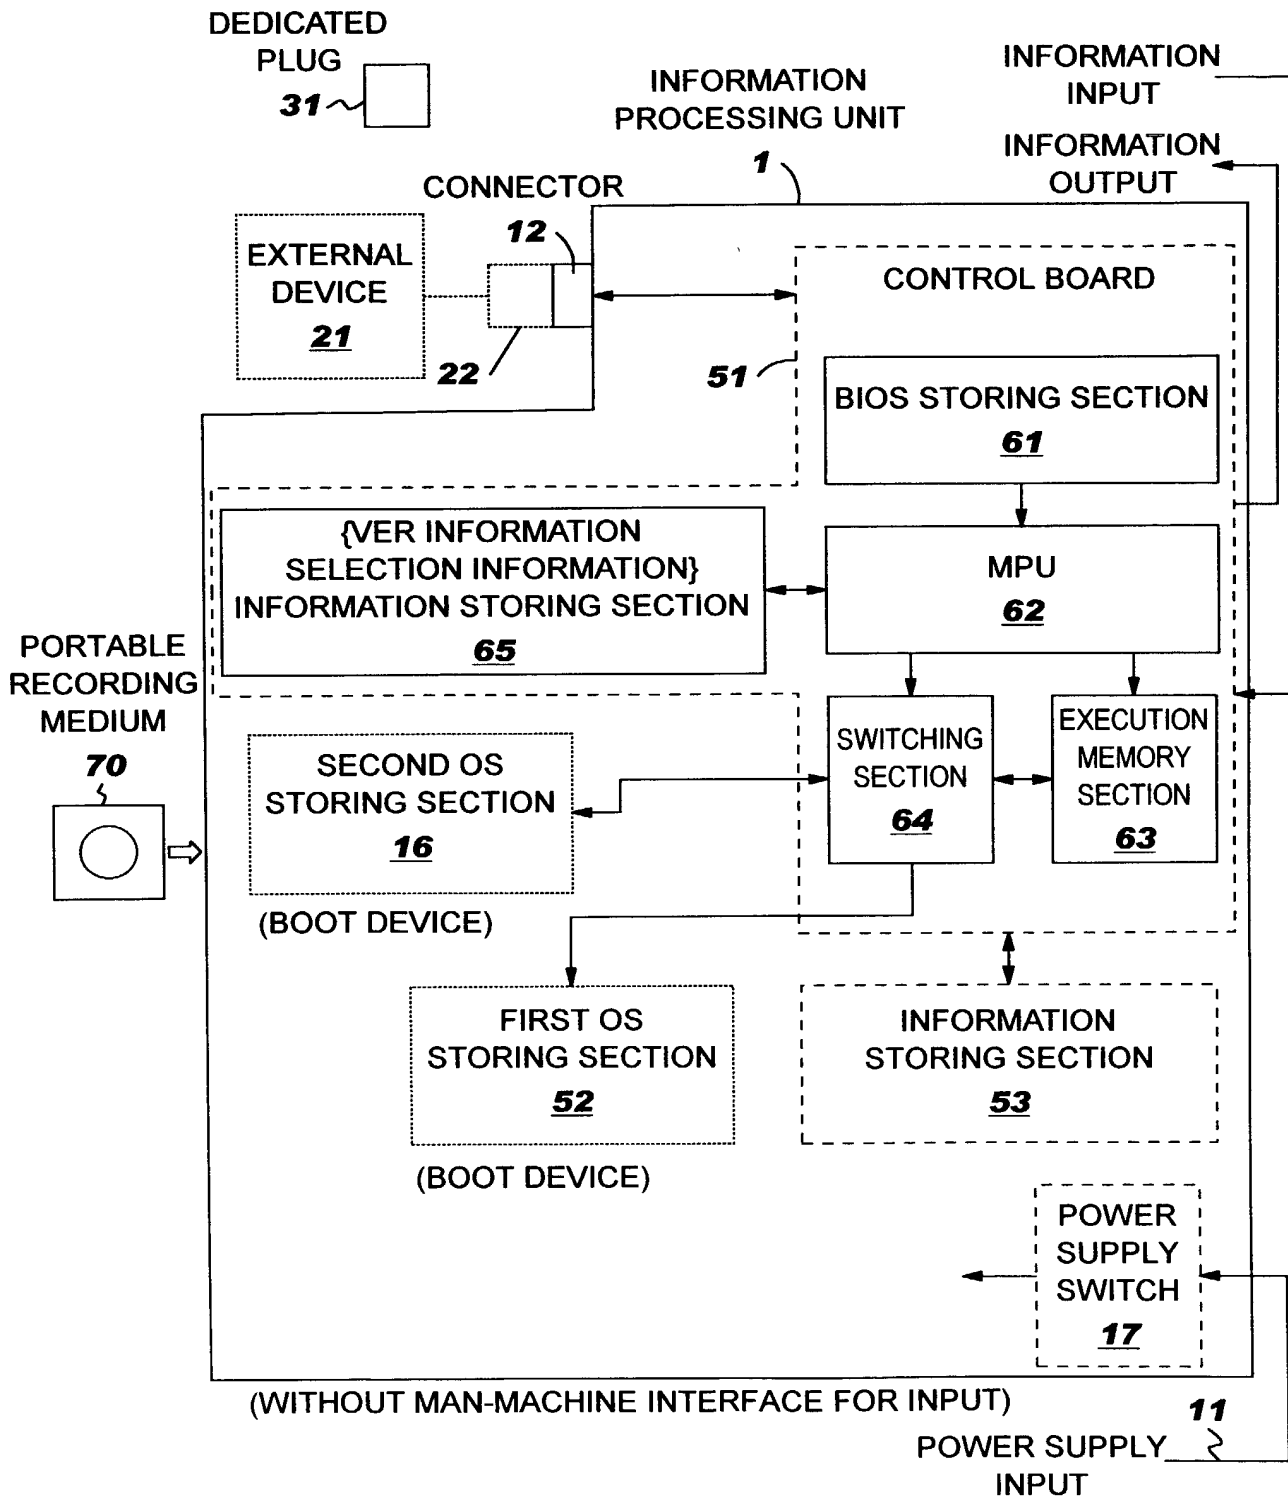 DEDICATED
PLUG
31
INFORMATION
PROCESSING UNIT
1
INFORMATION
INPUT
INFORMATION
OUTPUT
CONNECTOR
12
EXTERNAL
DEVICE
21
22
CONTROL BOARD
51
BIOS STORING SECTION
61
{VER INFORMATION
SELECTION INFORMATION}
INFORMATION STORING SECTION
65
MPU
62
PORTABLE
RECORDING
MEDIUM
70
SECOND OS
STORING SECTION
16
(BOOT DEVICE)
SWITCHING
SECTION
64
EXECUTION
MEMORY
SECTION
63
FIRST OS
STORING SECTION
52
(BOOT DEVICE)
INFORMATION
STORING SECTION
53
POWER
SUPPLY
SWITCH
17
(WITHOUT MAN-MACHINE INTERFACE FOR INPUT)
11
POWER SUPPLY
INPUT